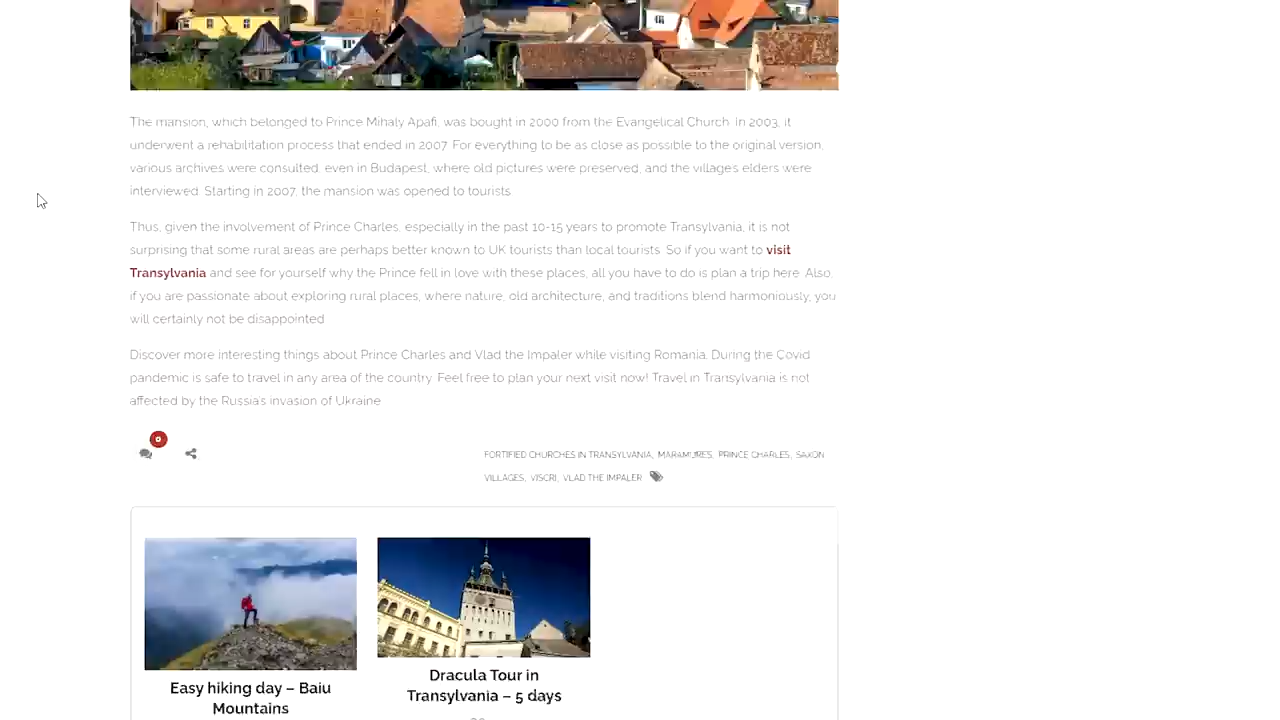 The mansion, which belonged to Prince Mihaly Apafi, was bought in 2000 from the Evangelical Church. In 2003, it
underwent a rehabilitation process that ended in 2007. For everything to be as close as possible to the original version,
various archives were consulted, even in Budapest, where old pictures were preserved, and the villages elders were
interviewed. Starting in 2007, the mansion was opened to tourists.
Thus, given the involvement of Prince Charles, especially in the past 10-15 years to promote Transylvania, it is not
surprising that some rural areas are perhaps better known to UK tourists than local tourists. So if you want to visit
Transylvania and see for yourself why the Prince fell in love with these places, all you have to do is plan a trip here. Also,
if you are passionate about exploring rural places, where nature, old architecture, and traditions blend harmoniously, you
will certainly not be disappointed.
Discover more interesting things about Prince Charles and Vlad the Impaler while visiting Romania. During the Covid
pandemic is safe to travel in any area of the country. Feel free to plan your next visit now! Travel in Transylvania is not
affected by the Russia's invasion of Ukraine.
0
FORTIFIED CHURCHES IN TRANSYLVANIA, MARAMURES, PRINCE CHARLES, SAXON
VILLAGES, VISCRI, VLAD THE IMPALER
Easy hiking day – Baiu
Mountains
Dracula Tour in
Transylvania – 5 days